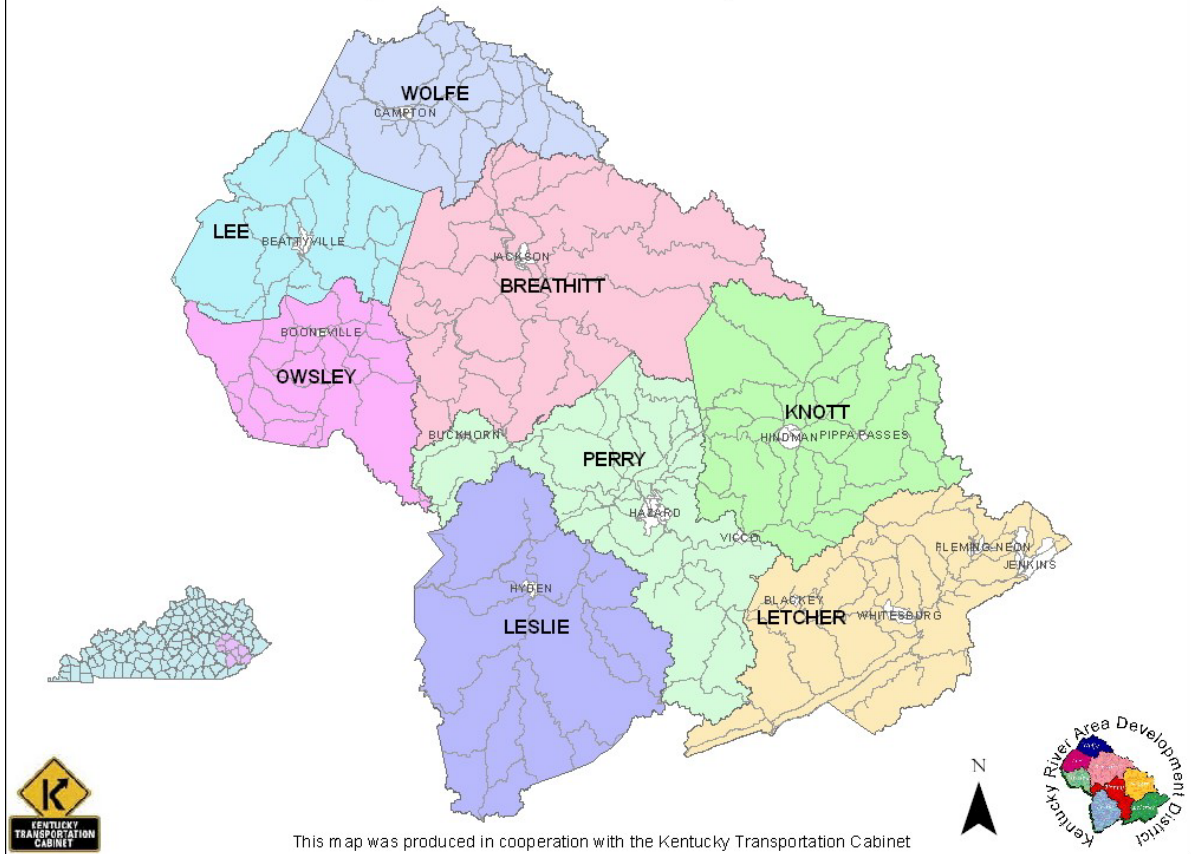 WOLFE
CAMPTON
LEE
BEATTYVILLE
JACKSON
BREATHITT
BOONEVILLE
OWSLEY
KNOTT
HINDMAN
PIPPA PASSES
BUCKHORN
PERRY
HAZARD
VICCO
FLEMING-NEON
JENKINS
HYDEN
BLACKEY
LETCHER
WHITESBURG
LESLIE
N
Kentucky River Area Development District
KENTUCKY
TRANSPORTATION
CABINET
This map was produced in cooperation with the Kentucky Transportation Cabinet